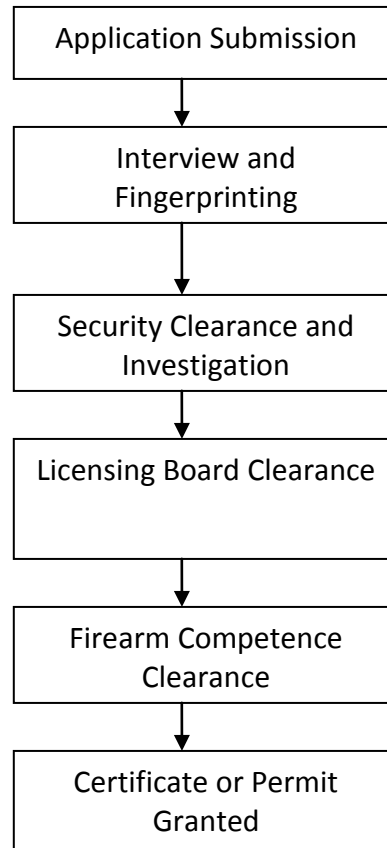 Application Submission
Interview and
Fingerprinting
Security Clearance and
Investigation
Licensing Board Clearance
Firearm Competence
Clearance
Certificate or Permit
Granted